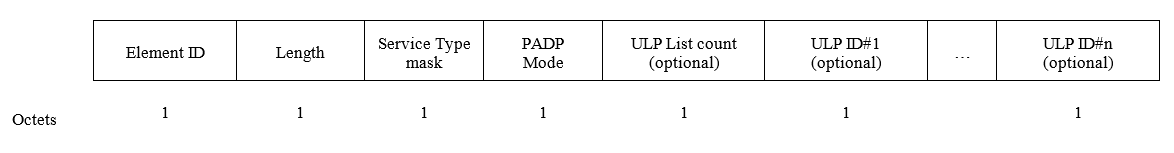 Element ID
Length
Service Type
mask
PADP
Mode
ULP List count
(optional)
ULP ID#1
(optional)
…
ULP ID#n
(optional)
Octets
1
1
1
1
1
1
1